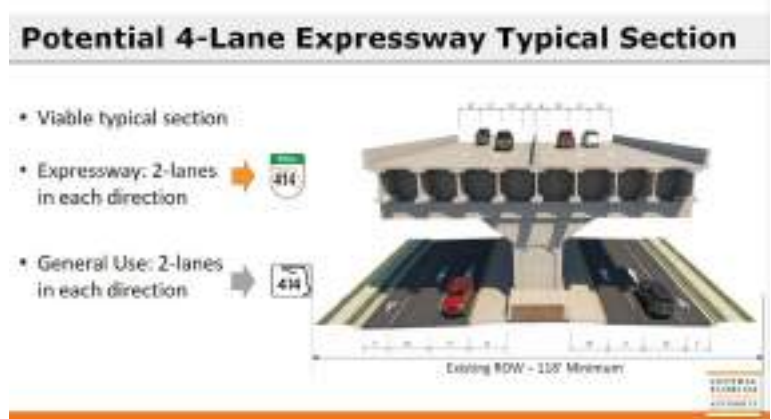 Potential 4-Lane Expressway Typical Section
• Viable typical section
• Expressway: 2-lanes
in each direction
414
• General Use: 2-lanes
in each direction
414
Existing ROW – 118' Minimum